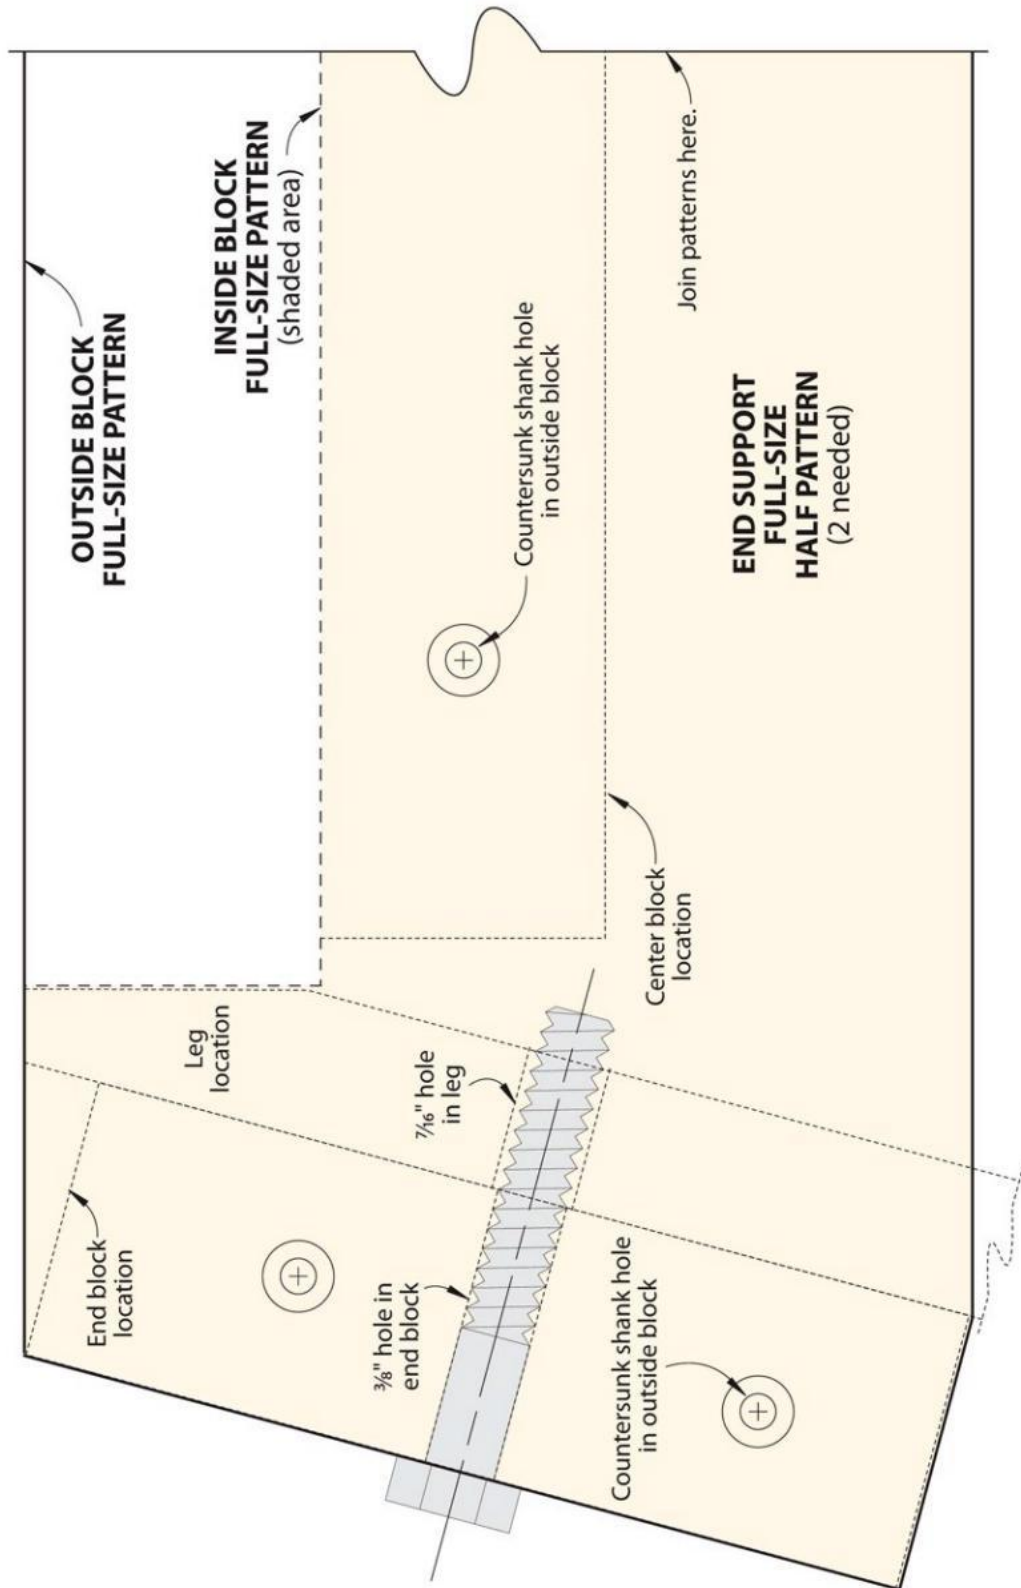 OUTSIDE BLOCK
FULL-SIZE PATTERN
INSIDE BLOCK
FULL-SIZE PATTERN
(shaded area)
Join patterns here.
Countersunk shank hole
in outside block
END SUPPORT
FULL-SIZE
HALF PATTERN
(2 needed)
Center block
location
Leg
location
7⁄16" hole
in leg
End block
location
3⁄8" hole in
end block
Countersunk shank hole
in outside block